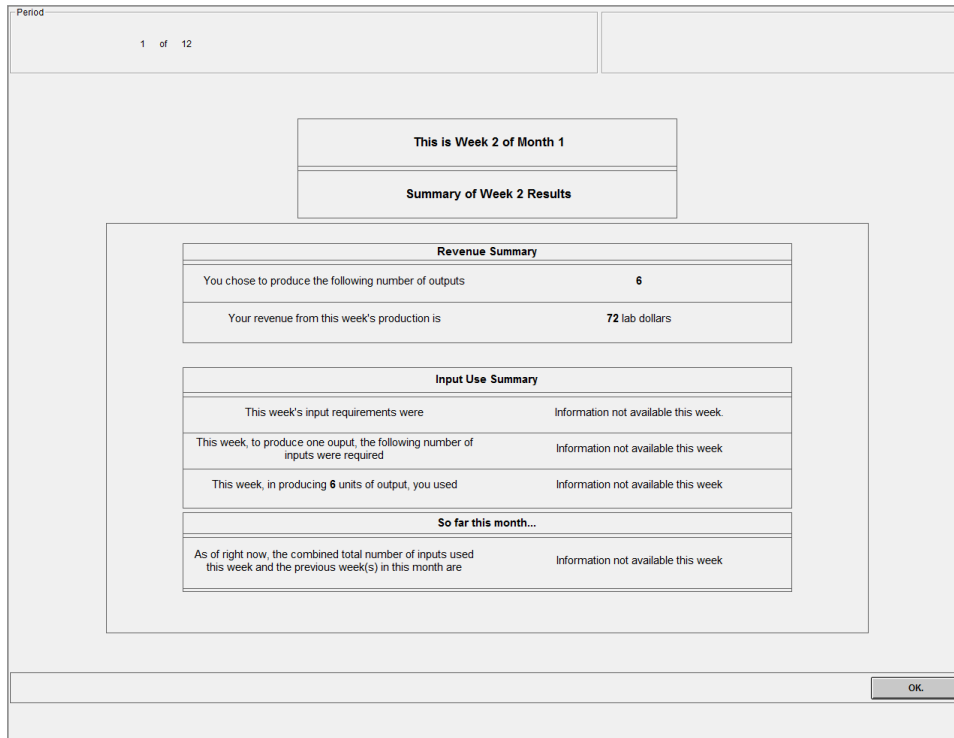 Period
1 of 12
This is Week 2 of Month 1
Summary of Week 2 Results
Revenue Summary
You chose to produce the following number of outputs 6
Your revenue from this week's production is 72 lab dollars
Input Use Summary
This week's input requirements were Information not available this week.
This week, to produce one ouput, the following number of
inputs were required Information not available this week
This week, in producing 6 units of output, you used Information not available this week
So far this month...
As of right now, the combined total number of inputs used
this week and the previous week(s) in this month are Information not available this week
OK.